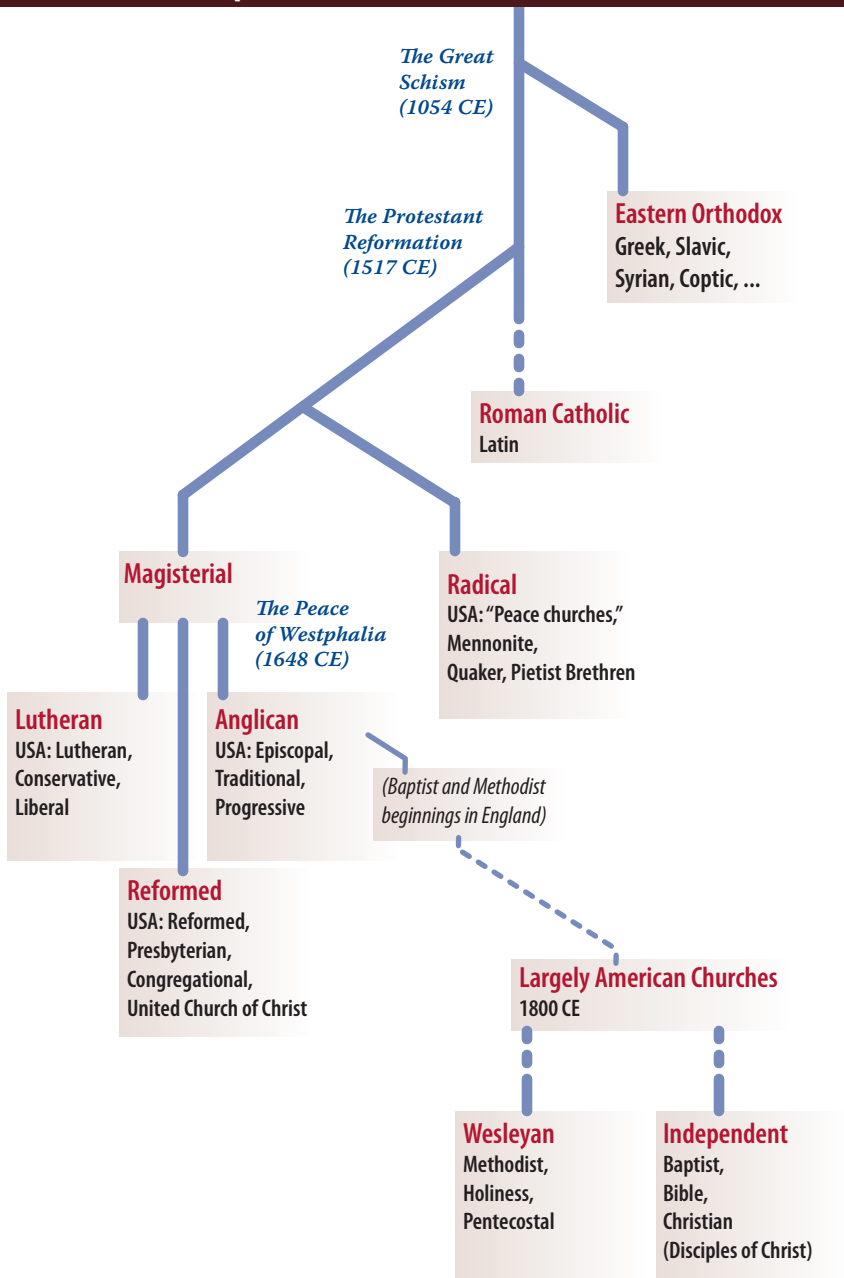 The Great
Schism
(1054 CE)
Eastern Orthodox
Greek, Slavic,
Syrian, Coptic, ...
The Protestant
Reformation
(1517 CE)
Roman Catholic
Latin
Magisterial
Radical
USA: “Peace churches,”
Mennonite,
Quaker, Pietist Brethren
The Peace
of Westphalia
(1648 CE)
Lutheran
USA: Lutheran,
Conservative,
Liberal
Anglican
USA: Episcopal,
Traditional,
Progressive
(Baptist and Methodist
beginnings in England)
Reformed
USA: Reformed,
Presbyterian,
Congregational,
United Church of Christ
Largely American Churches
1800 CE
Wesleyan
Methodist,
Holiness,
Pentecostal
Independent
Baptist,
Bible,
Christian
(Disciples of Christ)